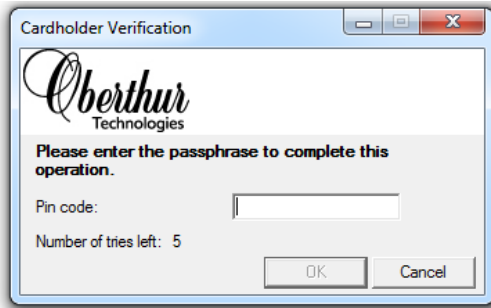 Cardholder Verification
Oberthur
Technologies
Please enter the passphrase to complete this
operation.
Pin code:
Number of tries left: 5
OK
Cancel